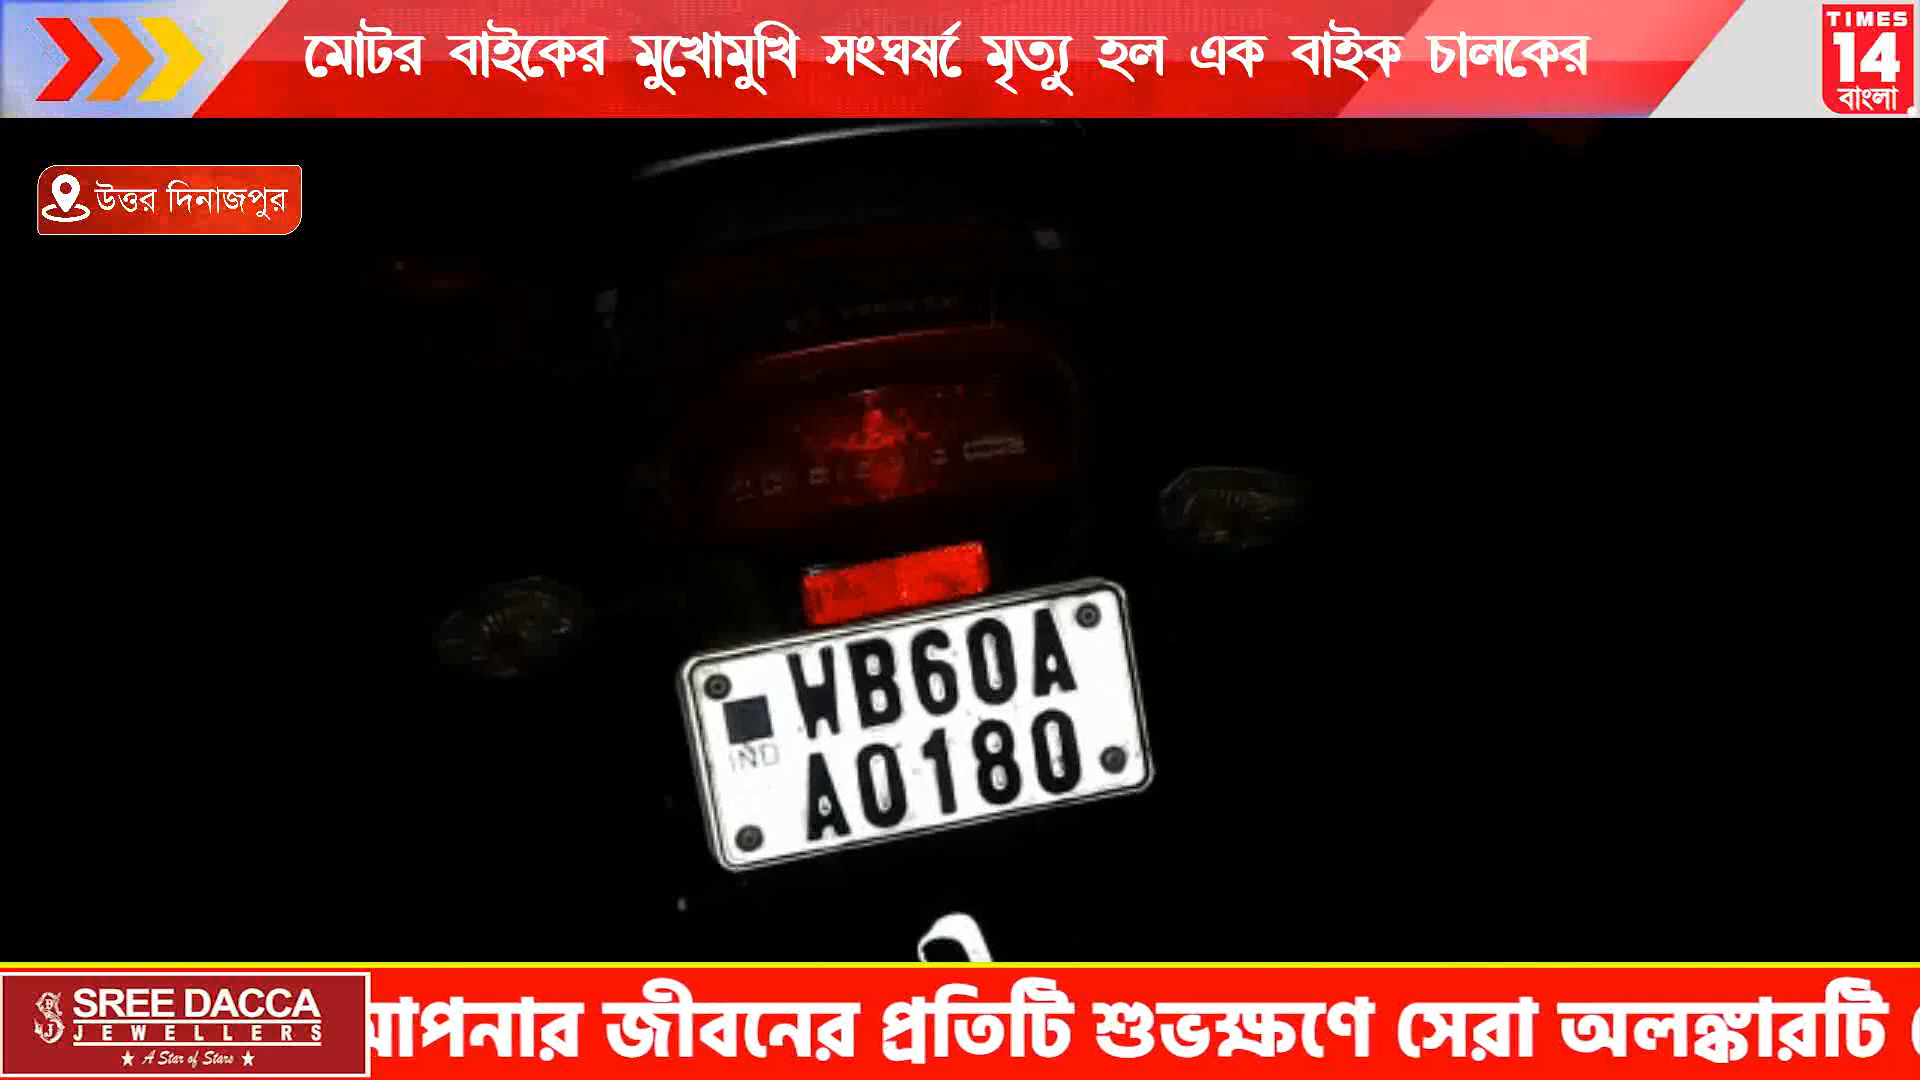 মোটর বাইকের মুখোমুখি সংঘর্ষে মৃত্যু হল এক বাইক চালকের
TIMES
14
বাংলা
উত্তর দিনাজপুর
WB60A
IND
A0180
SREE DACCA
JEWELLERS
A Star of Stars
আপনার জীবনের প্রতিটি শুভক্ষণে সেরা অলঙ্কারটি